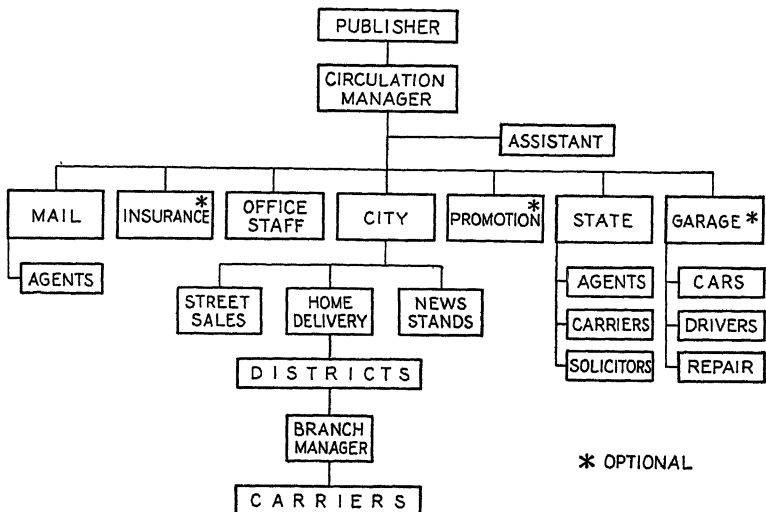 PUBLISHER
CIRCULATION
MANAGER
ASSISTANT
MAIL
INSURANCE*
OFFICE
STAFF
CITY
PROMOTION*
STATE
GARAGE*
AGENTS
STREET
SALES
HOME
DELIVERY
NEWS
STANDS
AGENTS
CARRIERS
SOLICITORS
CARS
DRIVERS
REPAIR
DISTRICTS
BRANCH
MANAGER
CARRIERS
* OPTIONAL